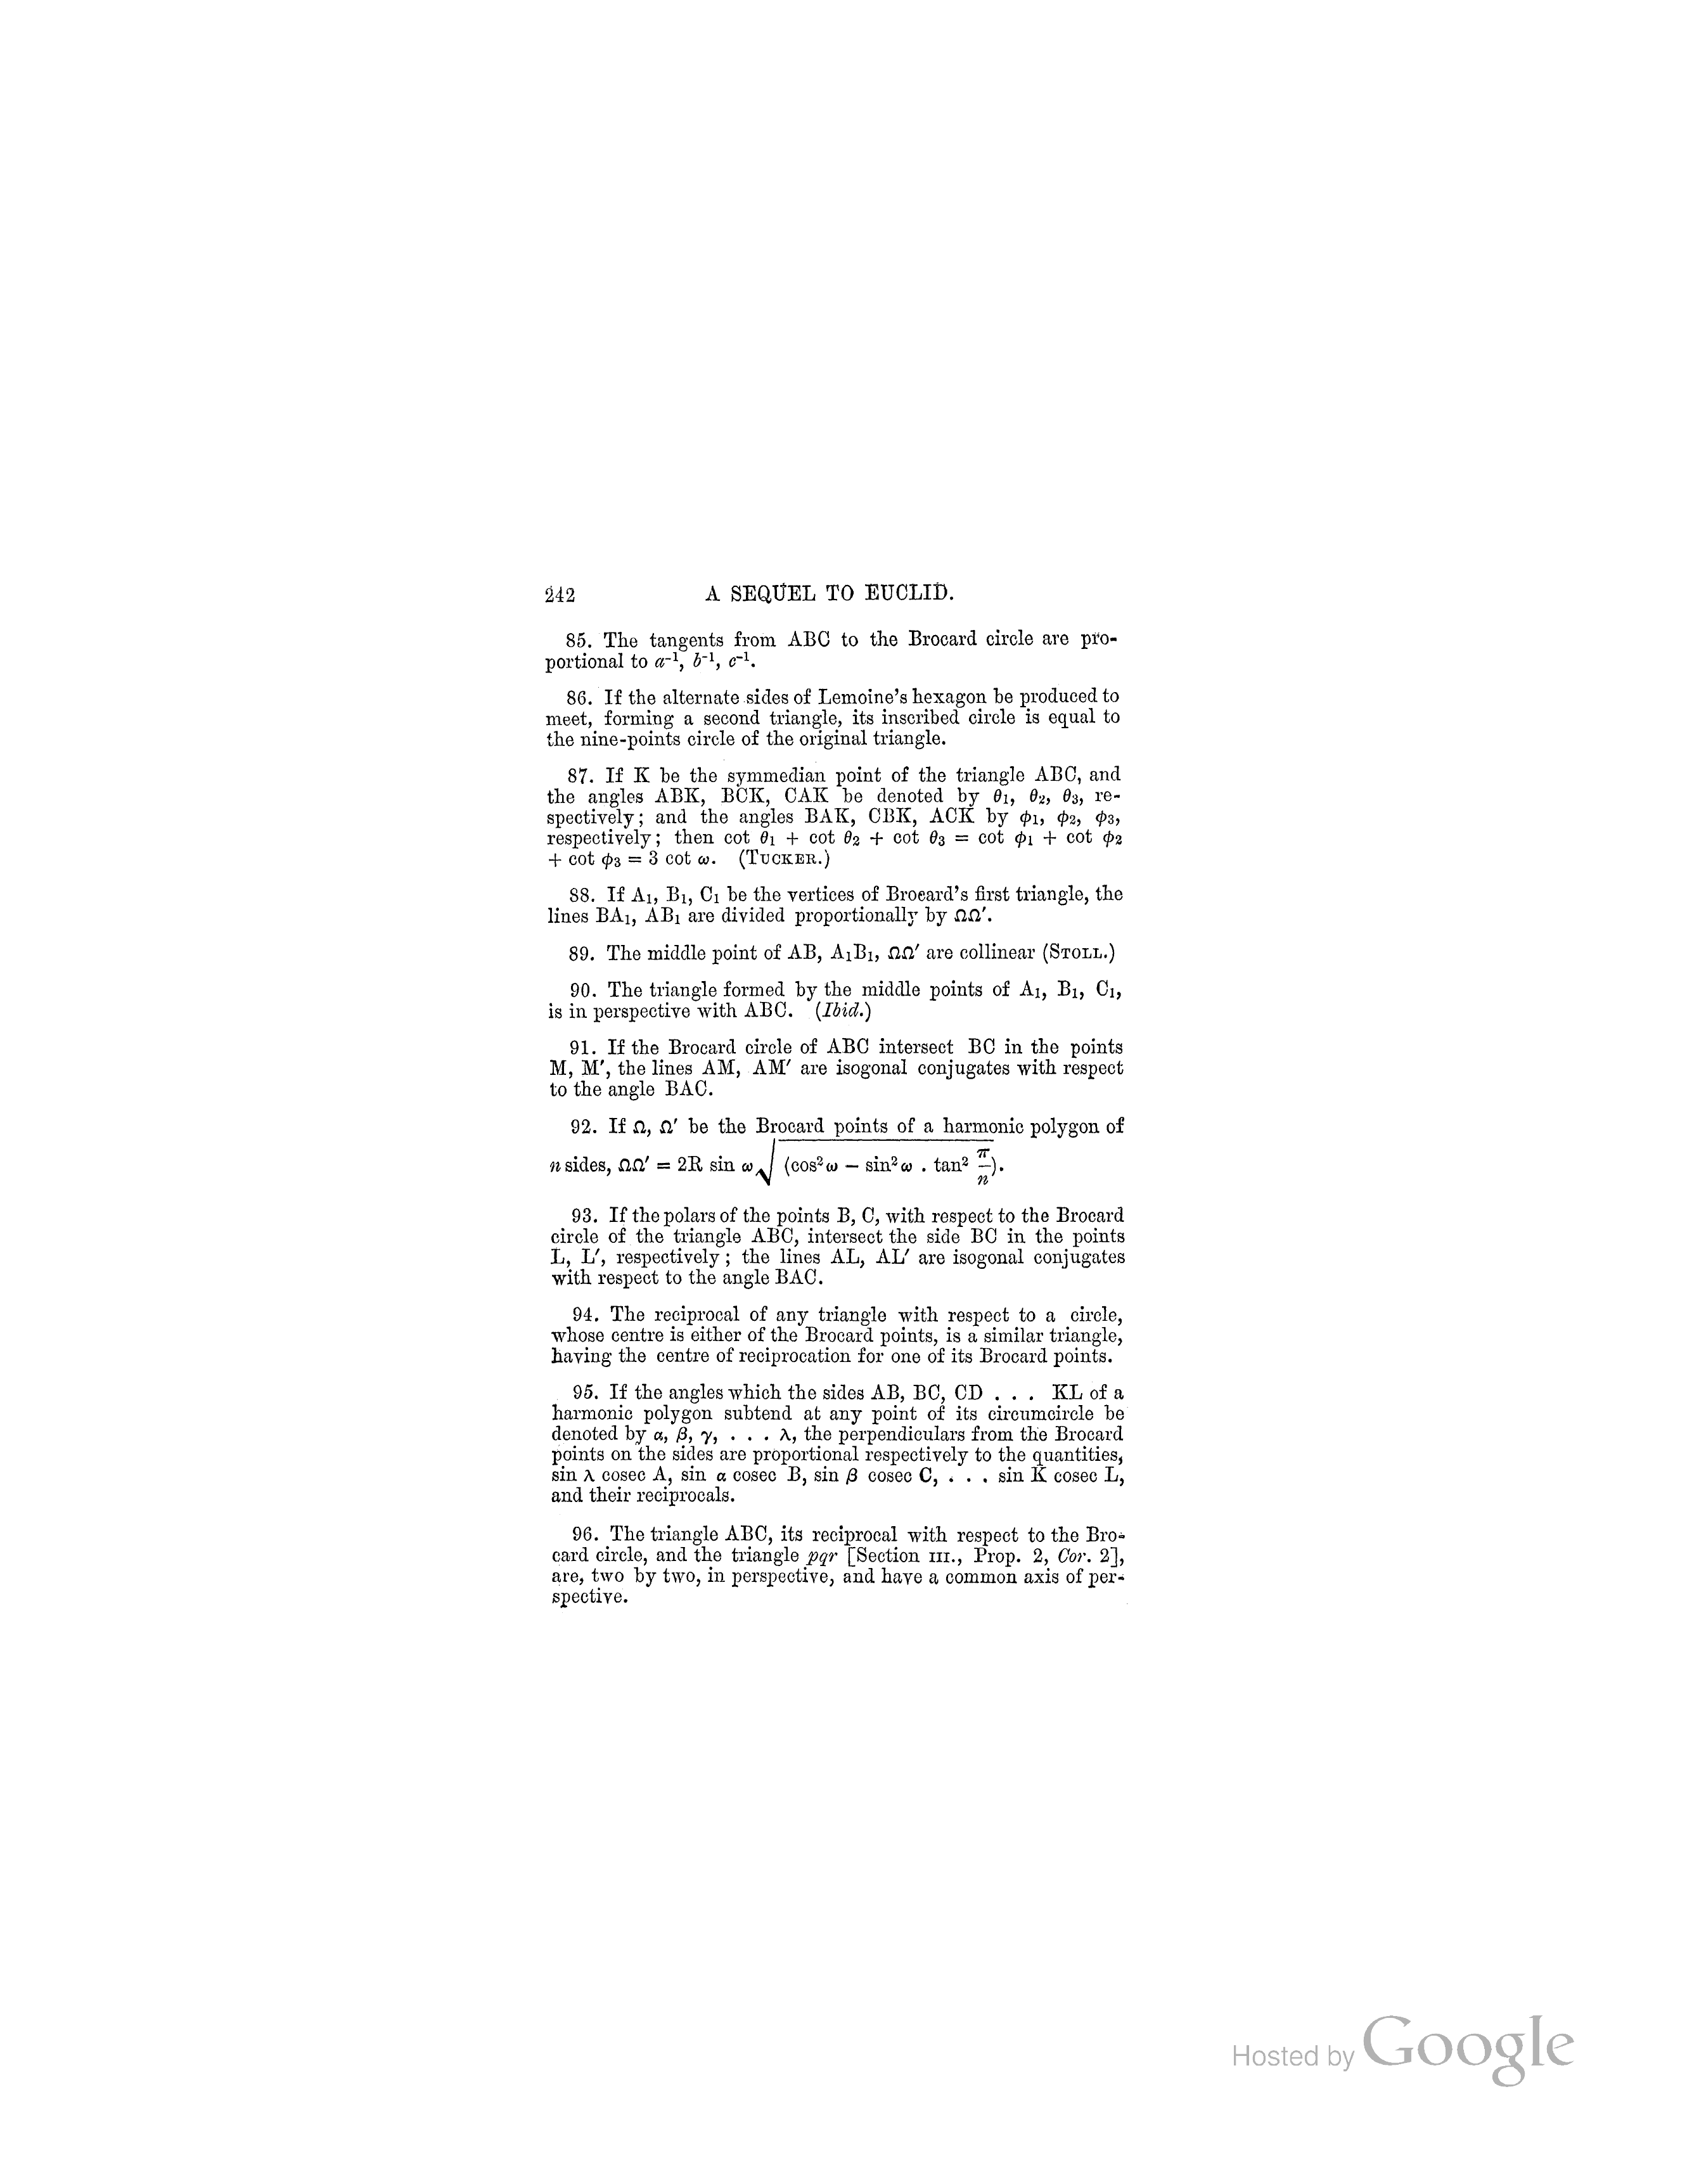 242 A SEQUEL TO EUCLID.
85. The tangents from ABC to the Brocard circle are pro-
portional to a⁻¹, b⁻¹, c⁻¹.
86. If the alternate sides of Lemoine's hexagon be produced to
meet, forming a second triangle, its inscribed circle is equal to
the nine-points circle of the original triangle.
87. If K be the symmedian point of the triangle ABC, and
the angles ABK, BCK, CAK be denoted by θ₁, θ₂, θ₃, re-
spectively; and the angles BAK, CBK, ACK by φ₁, φ₂, φ₃,
respectively; then cot θ₁ + cot θ₂ + cot θ₃ = cot φ₁ + cot φ₂
+ cot φ₃ = 3 cot ω. (TUCKER.)
88. If A₁, B₁, C₁ be the vertices of Brocard's first triangle, the
lines BA₁, AB₁ are divided proportionally by ΩΩ′.
89. The middle point of AB, A₁B₁, ΩΩ′ are collinear (STOLL.)
90. The triangle formed by the middle points of A₁, B₁, C₁,
is in perspective with ABC. (Ibid.)
91. If the Brocard circle of ABC intersect BC in the points
M, M′, the lines AM, AM′ are isogonal conjugates with respect
to the angle BAC.
92. If Ω, Ω′ be the Brocard points of a harmonic polygon of
n sides, ΩΩ′ = 2R sin ω √(cos²ω − sin²ω . tan² π/n).
93. If the polars of the points B, C, with respect to the Brocard
circle of the triangle ABC, intersect the side BC in the points
L, L′, respectively; the lines AL, AL′ are isogonal conjugates
with respect to the angle BAC.
94. The reciprocal of any triangle with respect to a circle,
whose centre is either of the Brocard points, is a similar triangle,
having the centre of reciprocation for one of its Brocard points.
95. If the angles which the sides AB, BC, CD . . . KL of a
harmonic polygon subtend at any point of its circumcircle be
denoted by α, β, γ, . . . λ, the perpendiculars from the Brocard
points on the sides are proportional respectively to the quantities,
sin λ cosec A, sin α cosec B, sin β cosec C, . . . sin K cosec L,
and their reciprocals.
96. The triangle ABC, its reciprocal with respect to the Bro-
card circle, and the triangle pqr [Section III., Prop. 2, Cor. 2],
are, two by two, in perspective, and have a common axis of per-
spective.
Hosted by Google